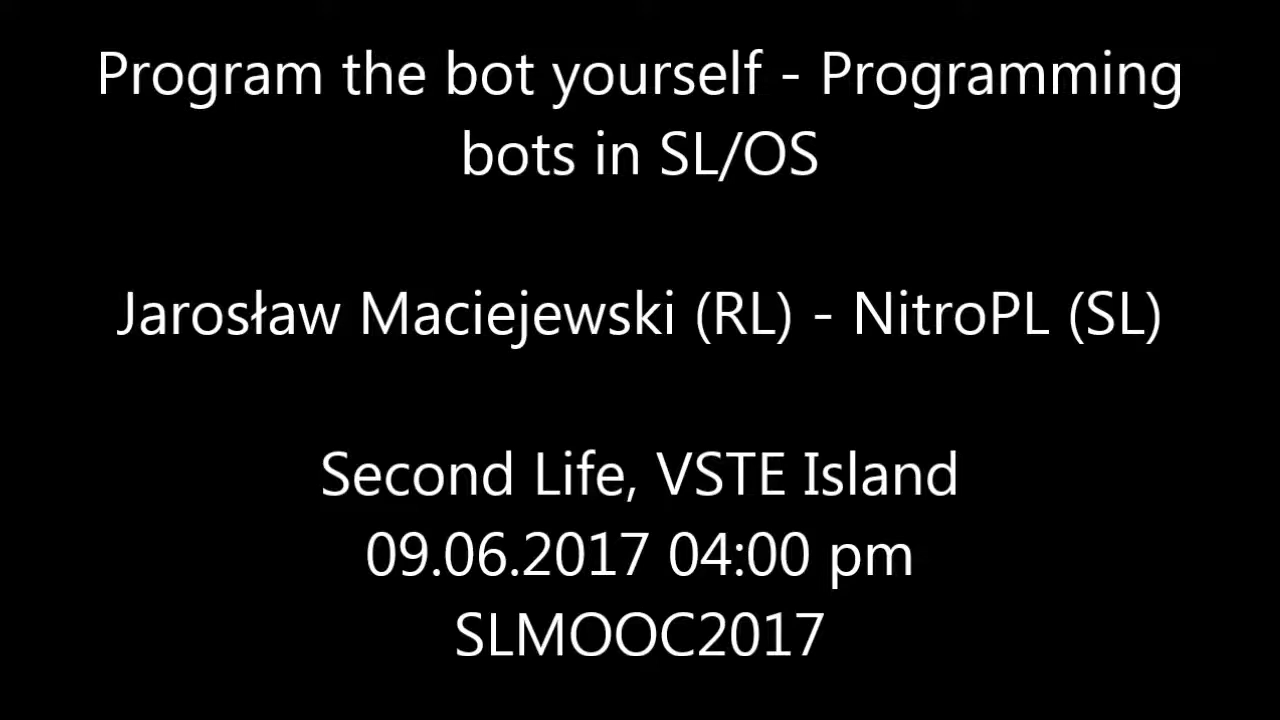 Program the bot yourself - Programming
bots in SL/OS
Jarosław Maciejewski (RL) - NitroPL (SL)
Second Life, VSTE Island
09.06.2017 04:00 pm
SLMOOC2017